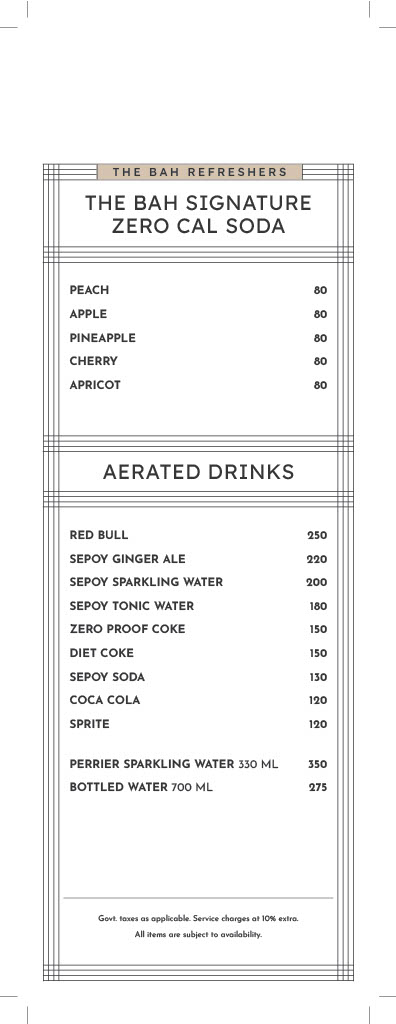 THE BAH REFRESHERS
THE BAH SIGNATURE
ZERO CAL SODA
PEACH 80
APPLE 80
PINEAPPLE 80
CHERRY 80
APRICOT 80
AERATED DRINKS
RED BULL 250
SEPOY GINGER ALE 220
SEPOY SPARKLING WATER 200
SEPOY TONIC WATER 180
ZERO PROOF COKE 150
DIET COKE 150
SEPOY SODA 130
COCA COLA 120
SPRITE 120
PERRIER SPARKLING WATER 330 ML 350
BOTTLED WATER 700 ML 275
Govt. taxes as applicable. Service charges at 10% extra.
All items are subject to availability.